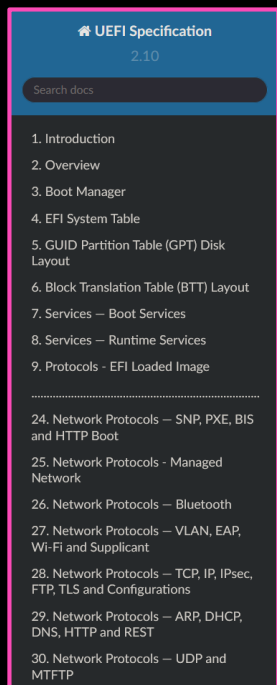 UEFI Specification
2.10
Search docs
1. Introduction
2. Overview
3. Boot Manager
4. EFI System Table
5. GUID Partition Table (GPT) Disk
Layout
6. Block Translation Table (BTT) Layout
7. Services — Boot Services
8. Services — Runtime Services
9. Protocols - EFI Loaded Image
24. Network Protocols — SNP, PXE, BIS
and HTTP Boot
25. Network Protocols - Managed
Network
26. Network Protocols — Bluetooth
27. Network Protocols — VLAN, EAP,
Wi-Fi and Supplicant
28. Network Protocols — TCP, IP, IPsec,
FTP, TLS and Configurations
29. Network Protocols — ARP, DHCP,
DNS, HTTP and REST
30. Network Protocols — UDP and
MTFTP